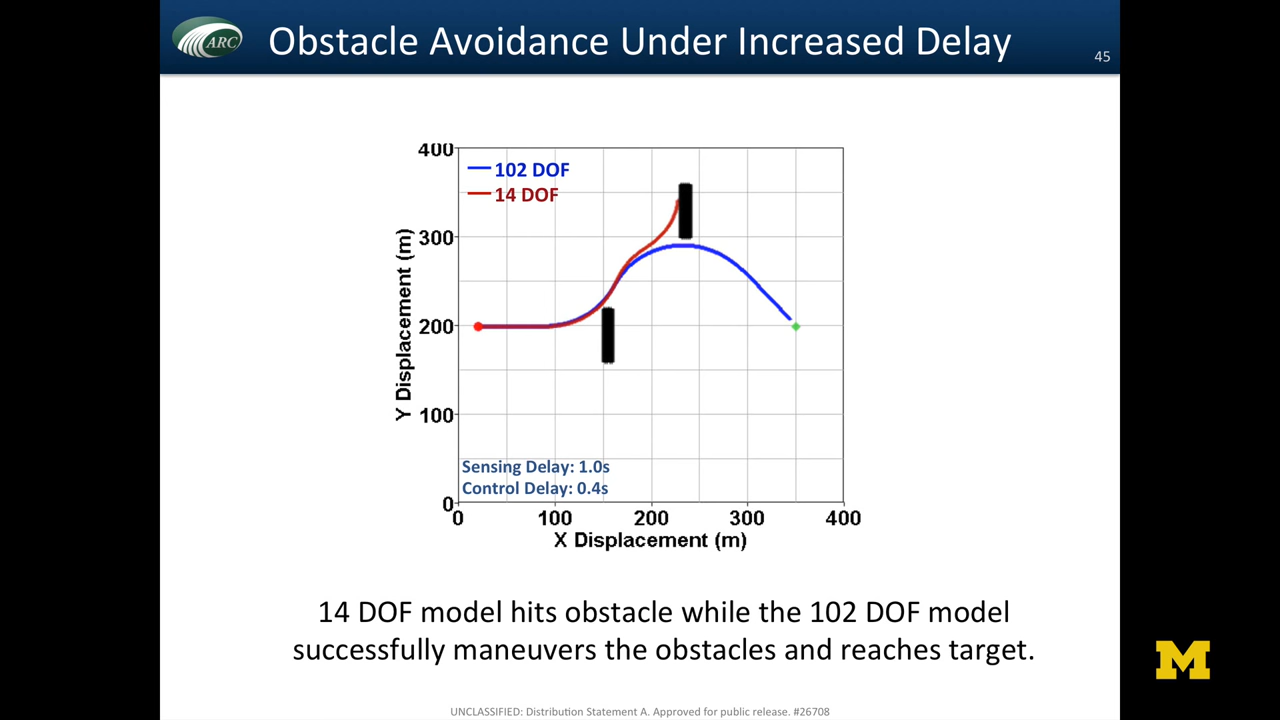 ARC
Obstacle Avoidance Under Increased Delay
45
400
102 DOF
14 DOF
300
200
100
0
Y Displacement (m)
Sensing Delay: 1.0s
Control Delay: 0.4s
0 100 200 300 400
X Displacement (m)
14 DOF model hits obstacle while the 102 DOF model
successfully maneuvers the obstacles and reaches target.
M
UNCLASSIFIED: Distribution Statement A. Approved for public release. #26708